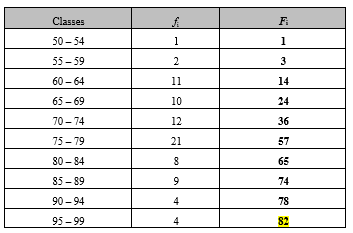 Classes fi Fi
50 – 54 1 1
55 – 59 2 3
60 – 64 11 14
65 – 69 10 24
70 – 74 12 36
75 – 79 21 57
80 – 84 8 65
85 – 89 9 74
90 – 94 4 78
95 – 99 4 82